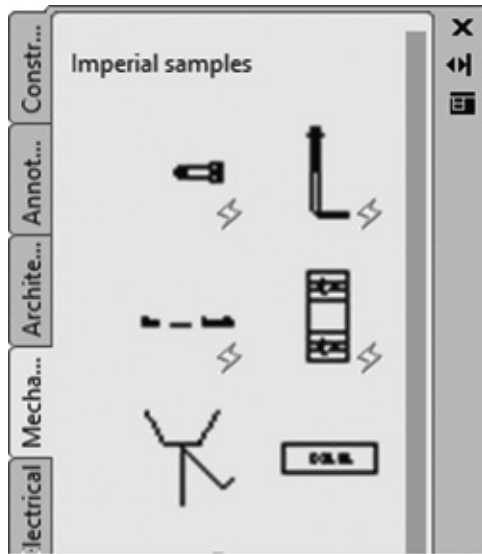 Constr...
Annot...
Archite...
Mecha...
Electrical
Imperial samples